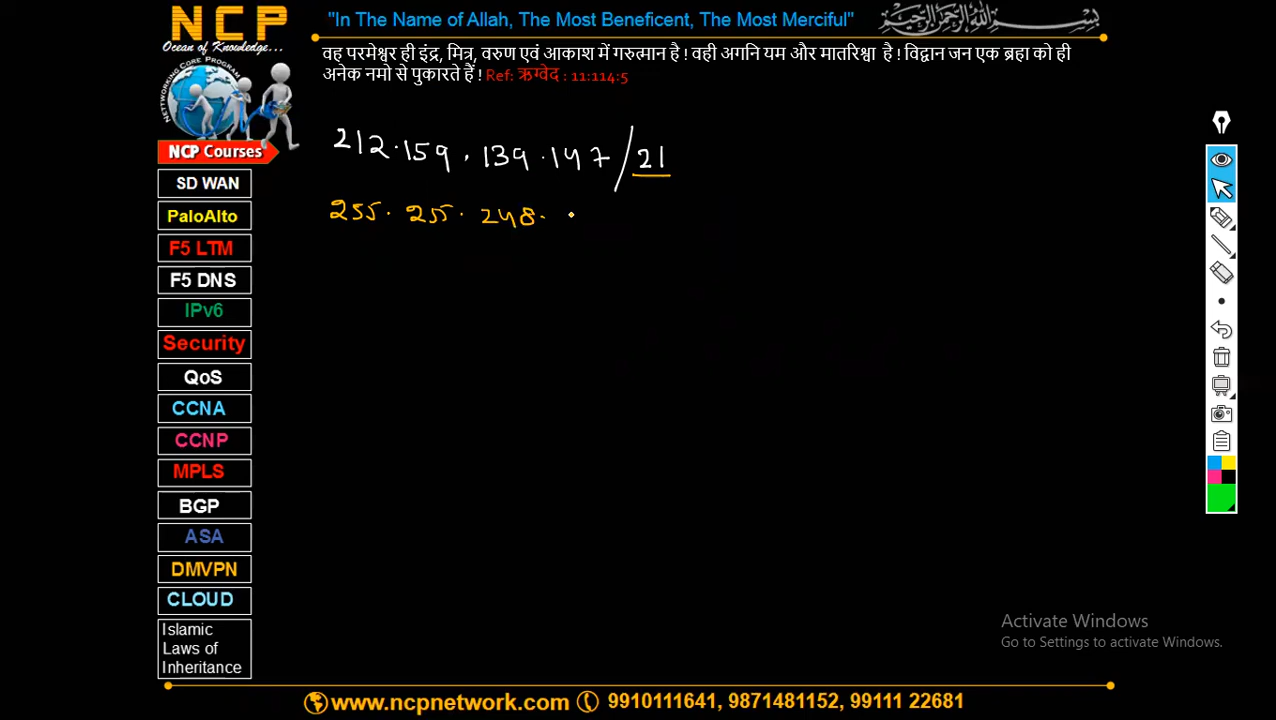 NCP
Ocean of Knowledge...
NETWORKING CORE PROGRAM
"In The Name of Allah, The Most Beneficent, The Most Merciful"
بسم الله الرحمن الرحيم
वह परमेश्वर ही इंद्र, मित्र, वरुण एवं आकाश में गरुत्मान है ! वही अगनि यम और मातरिश्वा है ! विद्वान जन एक ब्रहा को ही
अनेक नमो से पुकारते हैं ! Ref: ऋग्वेद : 11:114:5
212.159.139.147/21
255.255.248.
NCP Courses
SD WAN
PaloAlto
F5 LTM
F5 DNS
IPv6
Security
QoS
CCNA
CCNP
MPLS
BGP
ASA
DMVPN
CLOUD
Islamic
Laws of
Inheritance
Activate Windows
Go to Settings to activate Windows.
www.ncpnetwork.com 9910111641, 9871481152, 99111 22681